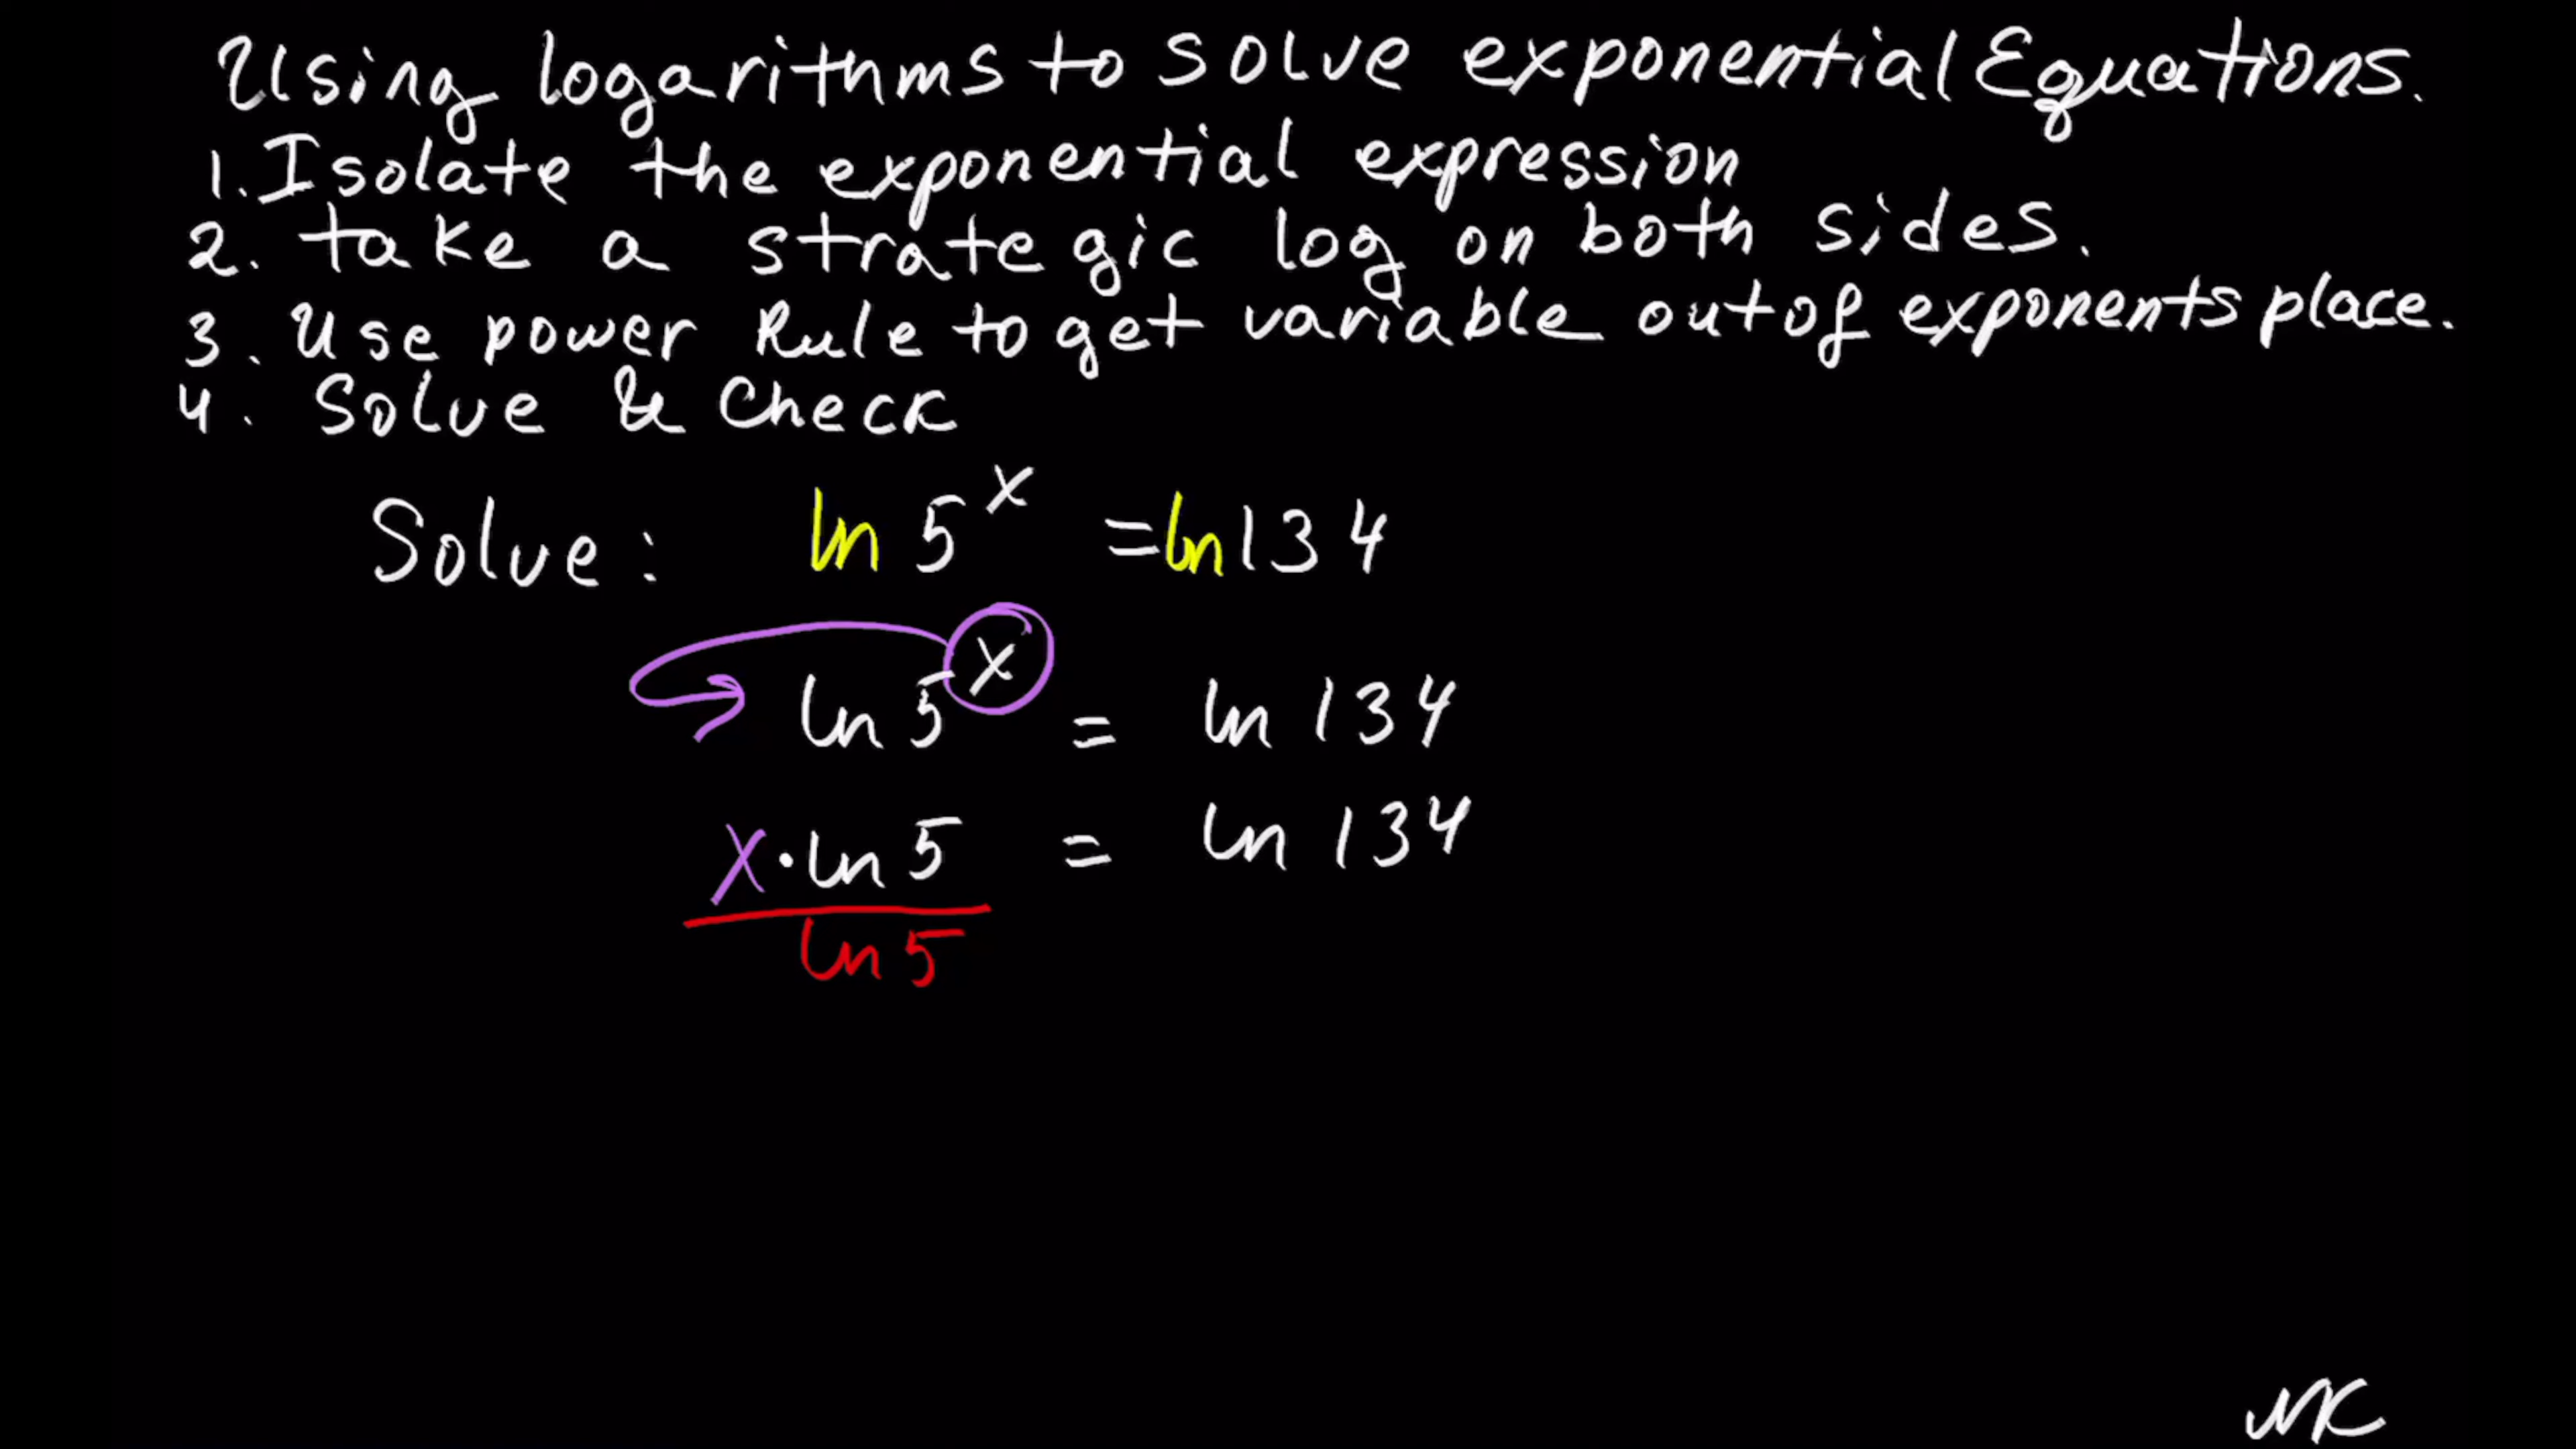 Using logarithms to solve exponential Equations.
1. Isolate the exponential expression
2. take a strategic log on both sides.
3. Use power Rule to get variable out of exponents place.
4. Solve & Check
Solve: ln 5^x = ln 134
ln 5^x = ln 134
x · ln 5 = ln 134
ln 5
NK